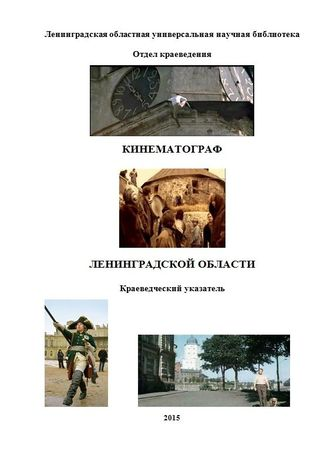 Ленинградская областная универсальная научная библиотека
Отдел краеведения
КИНЕМАТОГРАФ
ЛЕНИНГРАДСКОЙ ОБЛАСТИ
Краеведческий указатель
2015